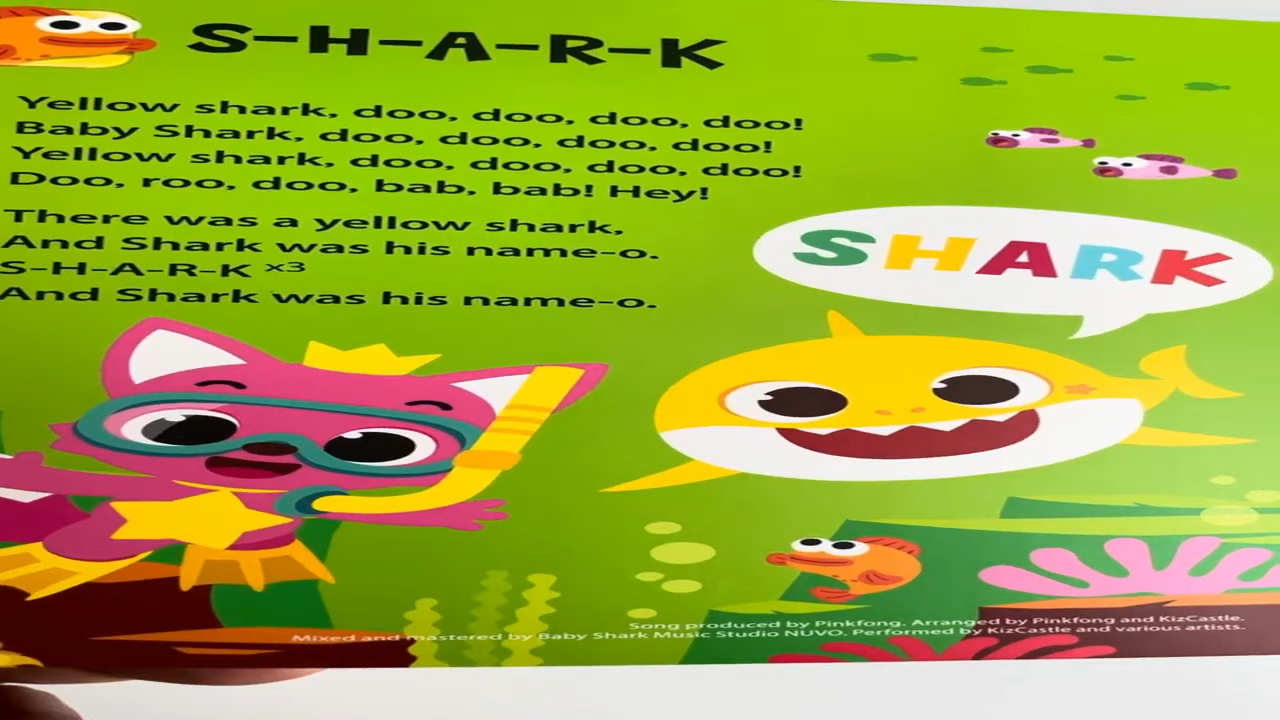 S-H-A-R-K
Yellow shark, doo, doo, doo, doo!
Baby Shark, doo, doo, doo, doo!
Yellow shark, doo, doo, doo, doo!
Doo, roo, doo, bab, bab! Hey!
There was a yellow shark,
And Shark was his name-o.
S-H-A-R-K x3
And Shark was his name-o.
SHARK
Song produced by Pinkfong. Arranged by Pinkfong and KizCastle.
Mixed and mastered by Baby Shark Music Studio NUVO. Performed by KizCastle and various artists.